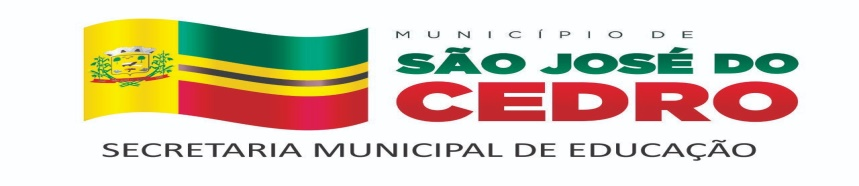 MUNICÍPIO DE
SÃO JOSÉ DO
CEDRO
SECRETARIA MUNICIPAL DE EDUCAÇÃO